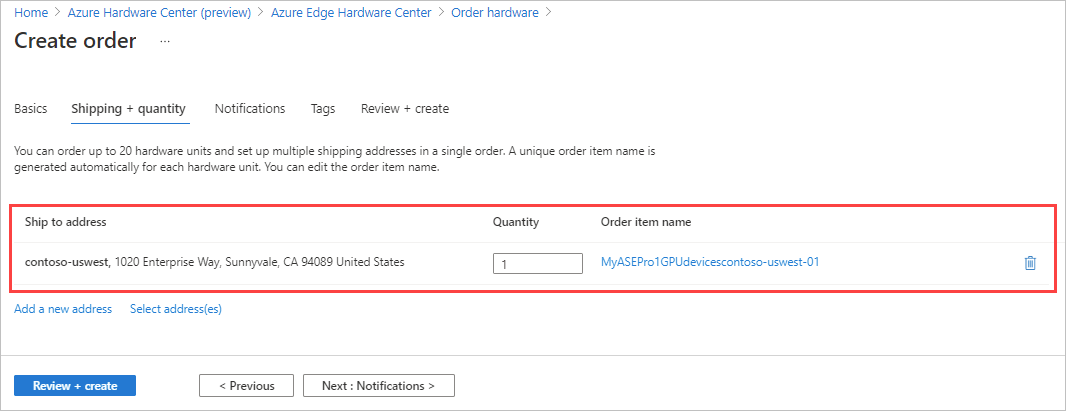 Home > Azure Hardware Center (preview) > Azure Edge Hardware Center > Order hardware >
Create order ...
Basics Shipping + quantity Notifications Tags Review + create
You can order up to 20 hardware units and set up multiple shipping addresses in a single order. A unique order item name is
generated automatically for each hardware unit. You can edit the order item name.
Ship to address Quantity Order item name
contoso-uswest, 1020 Enterprise Way, Sunnyvale, CA 94089 United States 1 MyASEPro1GPUdevicescontoso-uswest-01
Add a new address Select address(es)
Review + create < Previous Next : Notifications >